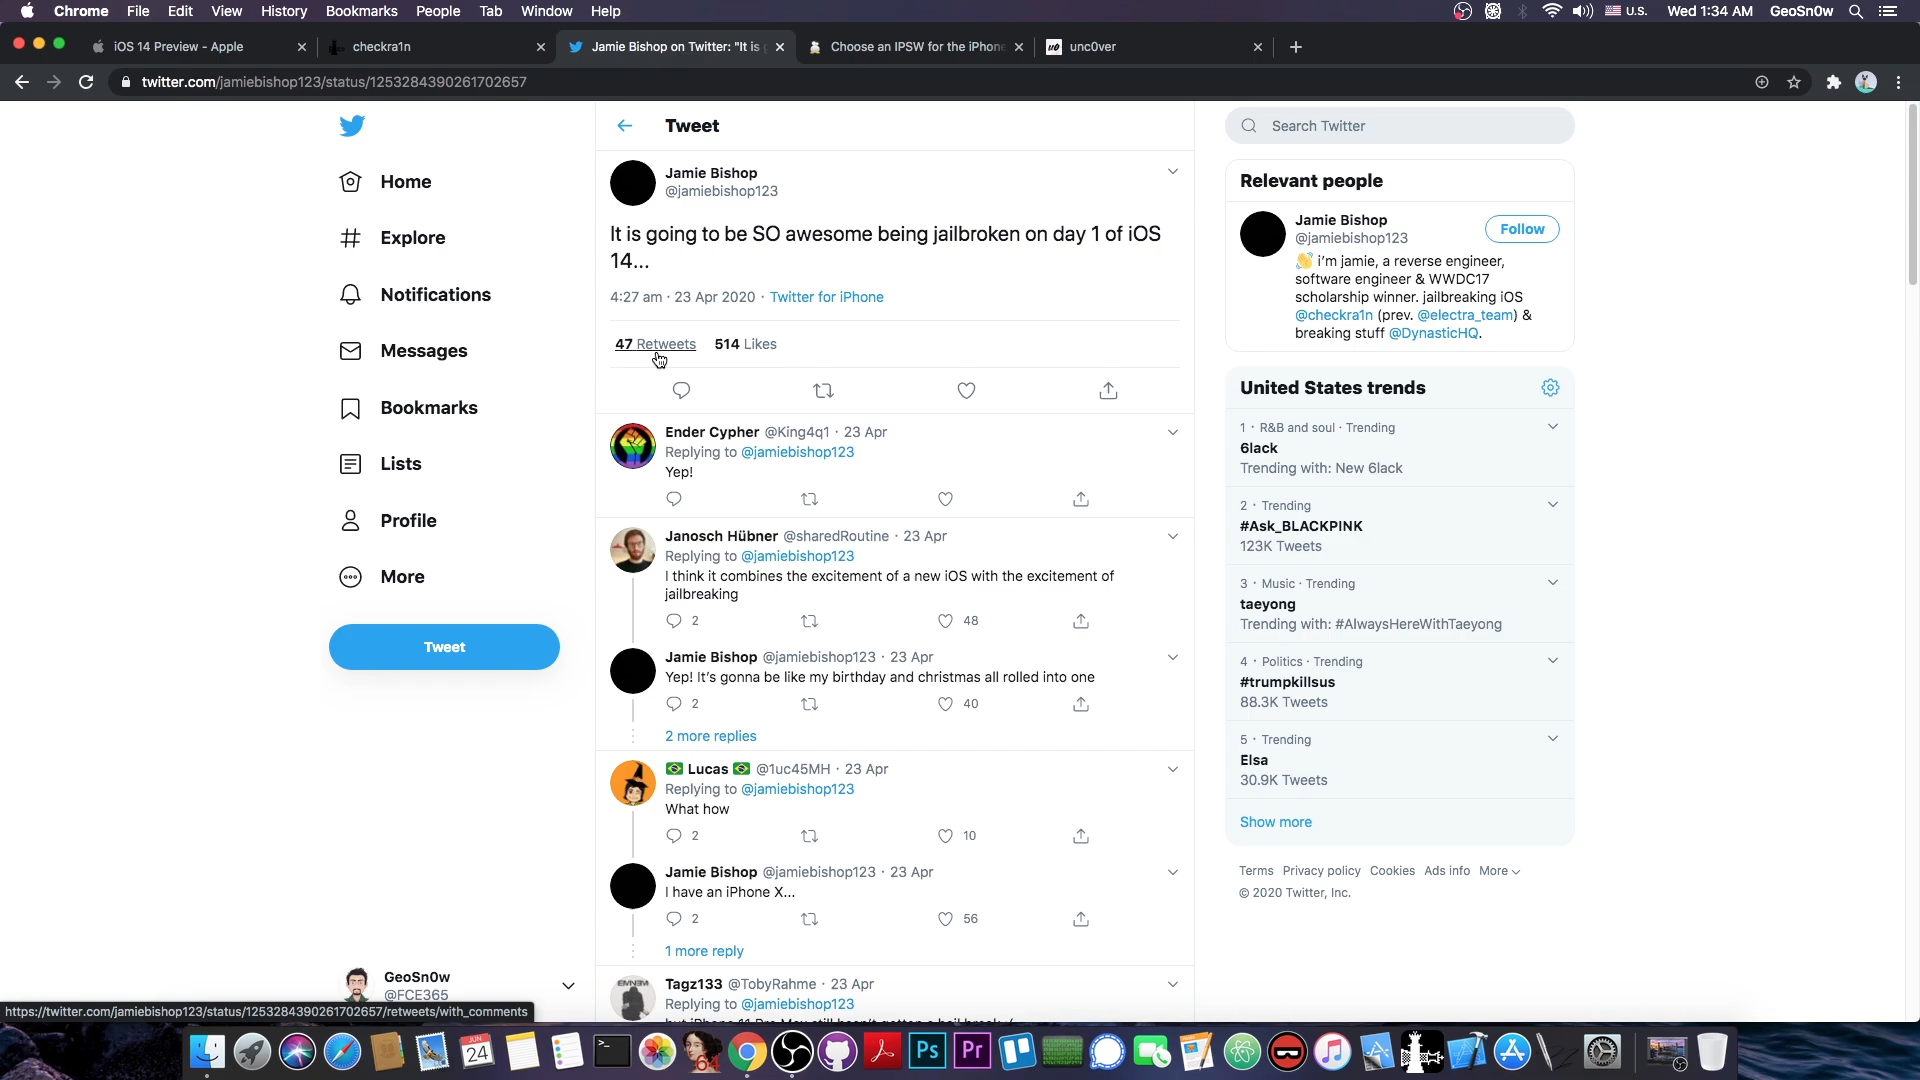 Chrome File Edit View History Bookmarks People Tab Window Help
U.S. Wed 1:34 AM GeoSn0w
iOS 14 Preview - Apple
checkra1n
Jamie Bishop on Twitter: "It is
Choose an IPSW for the iPhone
unc0ver
twitter.com/jamiebishop123/status/1253284390261702657
Home
Explore
Notifications
Messages
Bookmarks
Lists
Profile
More
Tweet
GeoSn0w
@FCE365
https://twitter.com/jamiebishop123/status/1253284390261702657/retweets/with_comments
Tweet
Jamie Bishop
@jamiebishop123
It is going to be SO awesome being jailbroken on day 1 of iOS
14...
4:27 am · 23 Apr 2020 · Twitter for iPhone
47 Retweets 514 Likes
Ender Cypher @King4q1 · 23 Apr
Replying to @jamiebishop123
Yep!
Janosch Hübner @sharedRoutine · 23 Apr
Replying to @jamiebishop123
I think it combines the excitement of a new iOS with the excitement of
jailbreaking
2 48
Jamie Bishop @jamiebishop123 · 23 Apr
Yep! It's gonna be like my birthday and christmas all rolled into one
2 40
2 more replies
Lucas @1uc45MH · 23 Apr
Replying to @jamiebishop123
What how
2 10
Jamie Bishop @jamiebishop123 · 23 Apr
I have an iPhone X...
2 56
1 more reply
Tagz133 @TobyRahme · 23 Apr
Replying to @jamiebishop123
Search Twitter
Relevant people
Jamie Bishop
@jamiebishop123
Follow
👋 i'm jamie, a reverse engineer,
software engineer & WWDC17
scholarship winner. jailbreaking iOS
@checkra1n (prev. @electra_team) &
breaking stuff @DynasticHQ.
United States trends
1 · R&B and soul · Trending
6lack
Trending with: New 6lack
2 · Trending
#Ask_BLACKPINK
123K Tweets
3 · Music · Trending
taeyong
Trending with: #AlwaysHereWithTaeyong
4 · Politics · Trending
#trumpkillsus
88.3K Tweets
5 · Trending
Elsa
30.9K Tweets
Show more
Terms Privacy policy Cookies Ads info More
© 2020 Twitter, Inc.
JUN
24
64
Ps
Pr